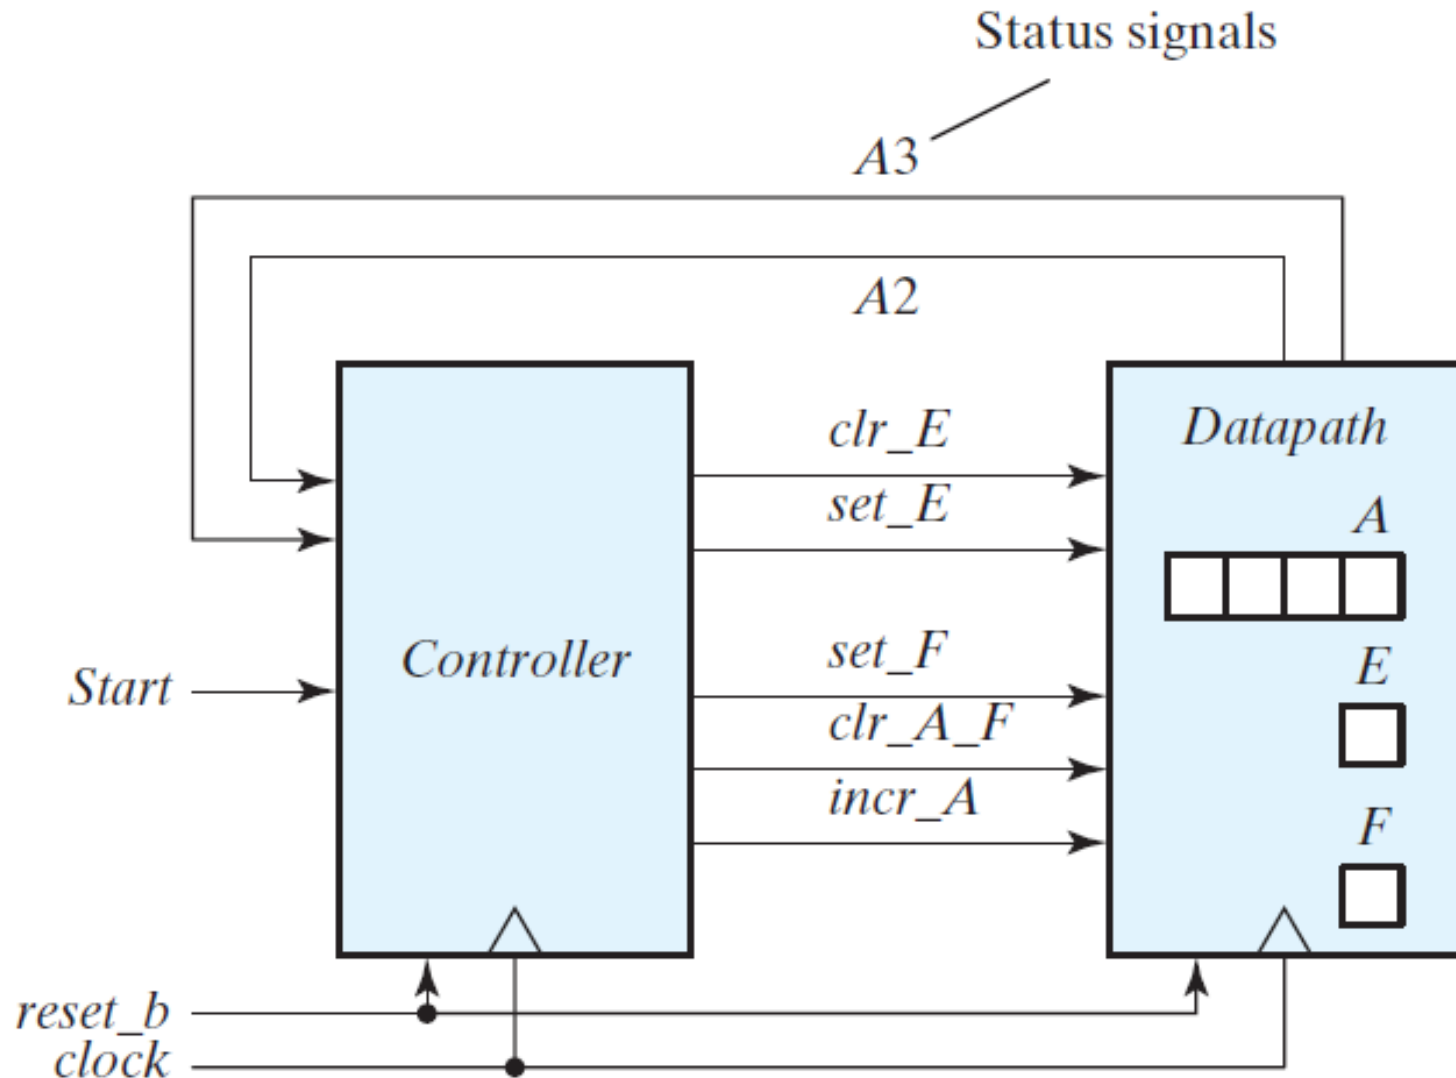 Status signals
A3
A2
clr_E
Datapath
set_E
A
Controller
set_F
E
Start
clr_A_F
incr_A
F
reset_b
clock